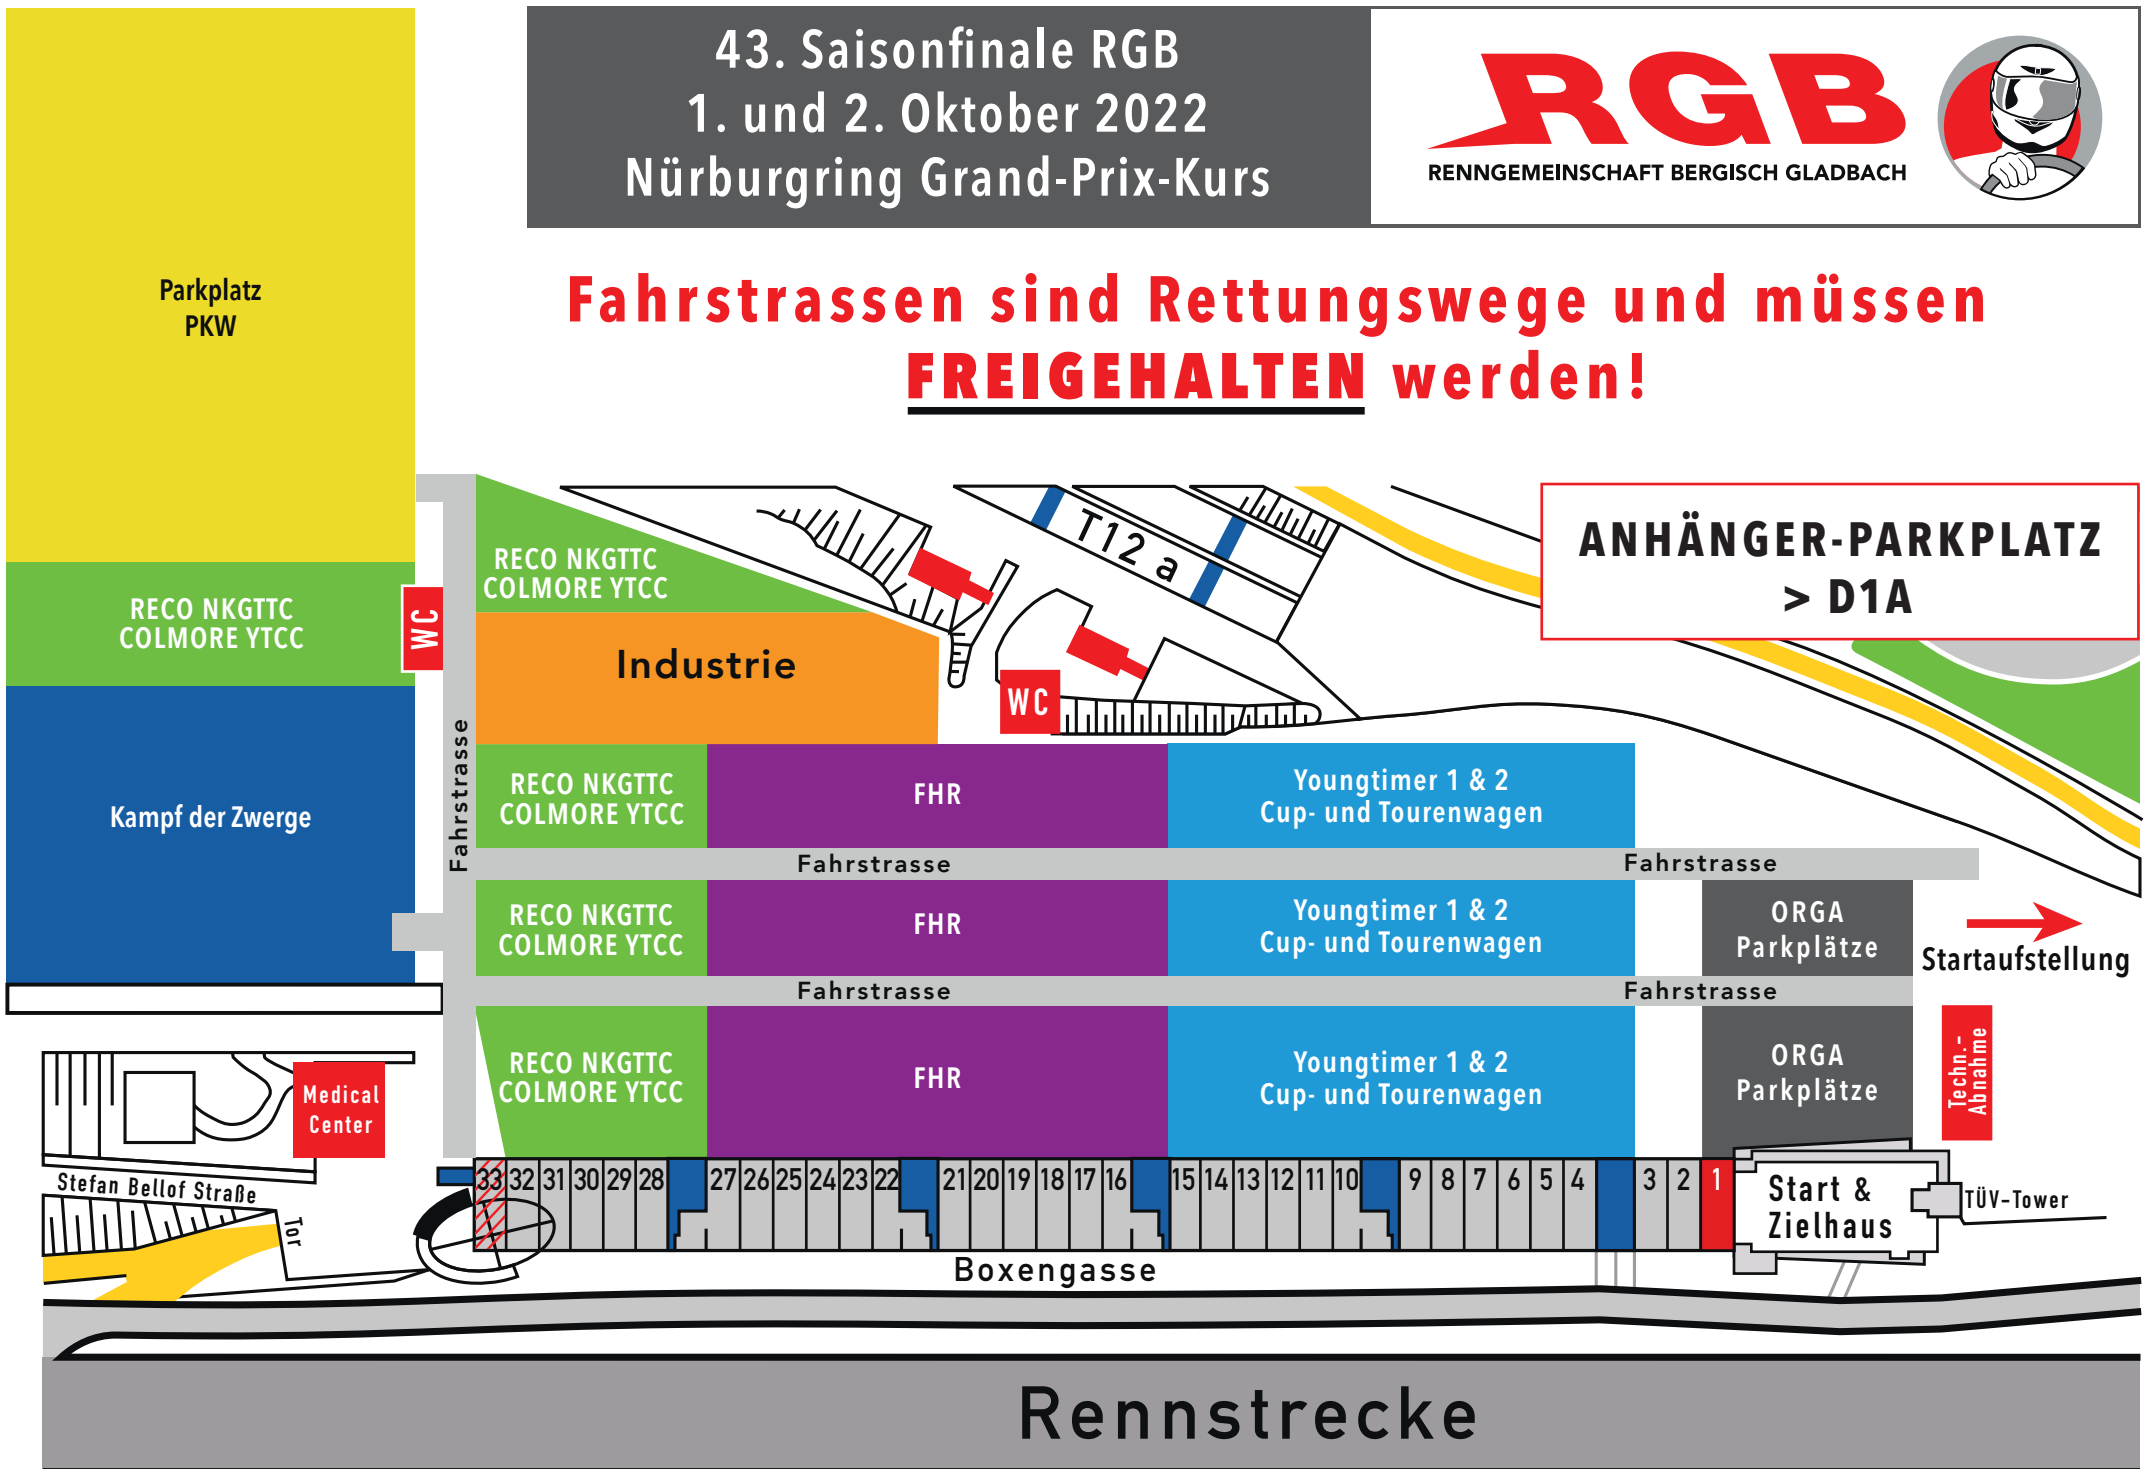 43. Saisonfinale RGB
1. und 2. Oktober 2022
Nürburgring Grand-Prix-Kurs
RGB
RENNGEMEINSCHAFT BERGISCH GLADBACH
Parkplatz
PKW
Fahrstrassen sind Rettungswege und müssen
FREIGEHALTEN werden!
RECO NKGTTC
COLMORE YTCC
WC
RECO NKGTTC
COLMORE YTCC
T12 a
ANHÄNGER-PARKPLATZ
> D1A
Industrie
WC
Kampf der Zwerge
Fahrstrasse
RECO NKGTTC
COLMORE YTCC
FHR
Youngtimer 1 & 2
Cup- und Tourenwagen
Fahrstrasse
Fahrstrasse
RECO NKGTTC
COLMORE YTCC
FHR
Youngtimer 1 & 2
Cup- und Tourenwagen
ORGA
Parkplätze
Startaufstellung
Fahrstrasse
Fahrstrasse
RECO NKGTTC
COLMORE YTCC
FHR
Youngtimer 1 & 2
Cup- und Tourenwagen
ORGA
Parkplätze
Techn.-
Abnahme
Medical
Center
Stefan Bellof Straße
Tor
33 32 31 30 29 28 27 26 25 24 23 22 21 20 19 18 17 16 15 14 13 12 11 10 9 8 7 6 5 4 3 2 1
Start &
Zielhaus
TÜV-Tower
Boxengasse
Rennstrecke